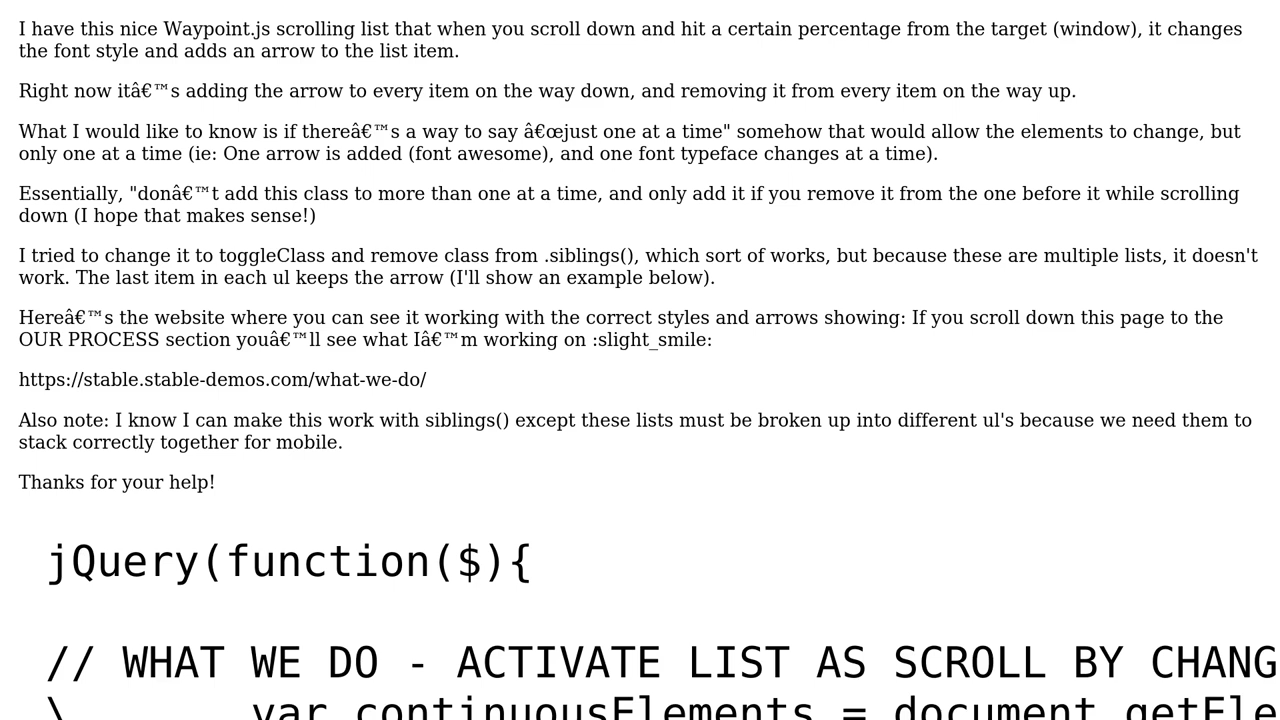 I have this nice Waypoint.js scrolling list that when you scroll down and hit a certain percentage from the target (window), it changes
the font style and adds an arrow to the list item.
Right now itâ€™s adding the arrow to every item on the way down, and removing it from every item on the way up.
What I would like to know is if thereâ€™s a way to say â€œjust one at a time" somehow that would allow the elements to change, but
only one at a time (ie: One arrow is added (font awesome), and one font typeface changes at a time).
Essentially, "donâ€™t add this class to more than one at a time, and only add it if you remove it from the one before it while scrolling
down (I hope that makes sense!)
I tried to change it to toggleClass and remove class from .siblings(), which sort of works, but because these are multiple lists, it doesn't
work. The last item in each ul keeps the arrow (I'll show an example below).
Hereâ€™s the website where you can see it working with the correct styles and arrows showing: If you scroll down this page to the
OUR PROCESS section youâ€™ll see what Iâ€™m working on :slight_smile:
https://stable.stable-demos.com/what-we-do/
Also note: I know I can make this work with siblings() except these lists must be broken up into different ul's because we need them to
stack correctly together for mobile.
Thanks for your help!
jQuery(function($){
// WHAT WE DO - ACTIVATE LIST AS SCROLL BY CHANG
\ var continuousElements = document.getEle